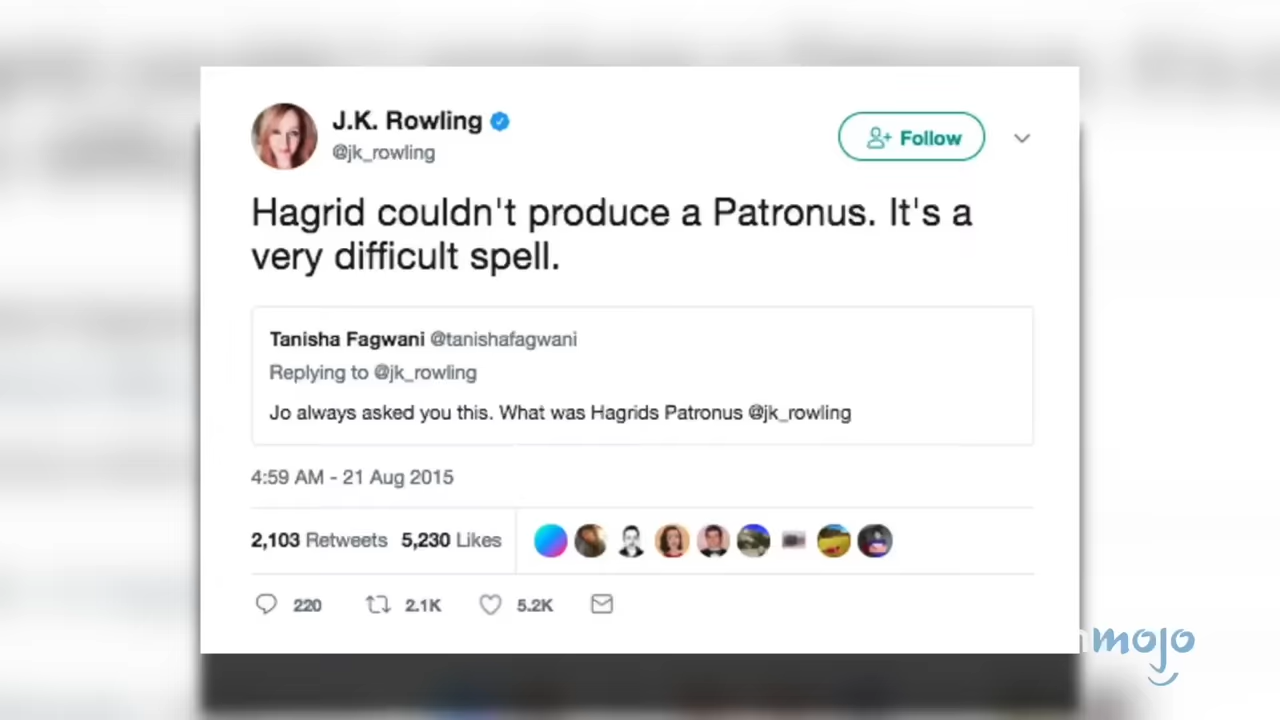 J.K. Rowling
@jk_rowling
Follow
Hagrid couldn't produce a Patronus. It's a
very difficult spell.
Tanisha Fagwani @tanishafagwani
Replying to @jk_rowling
Jo always asked you this. What was Hagrids Patronus @jk_rowling
4:59 AM - 21 Aug 2015
2,103 Retweets 5,230 Likes
220 2.1K 5.2K
mojo